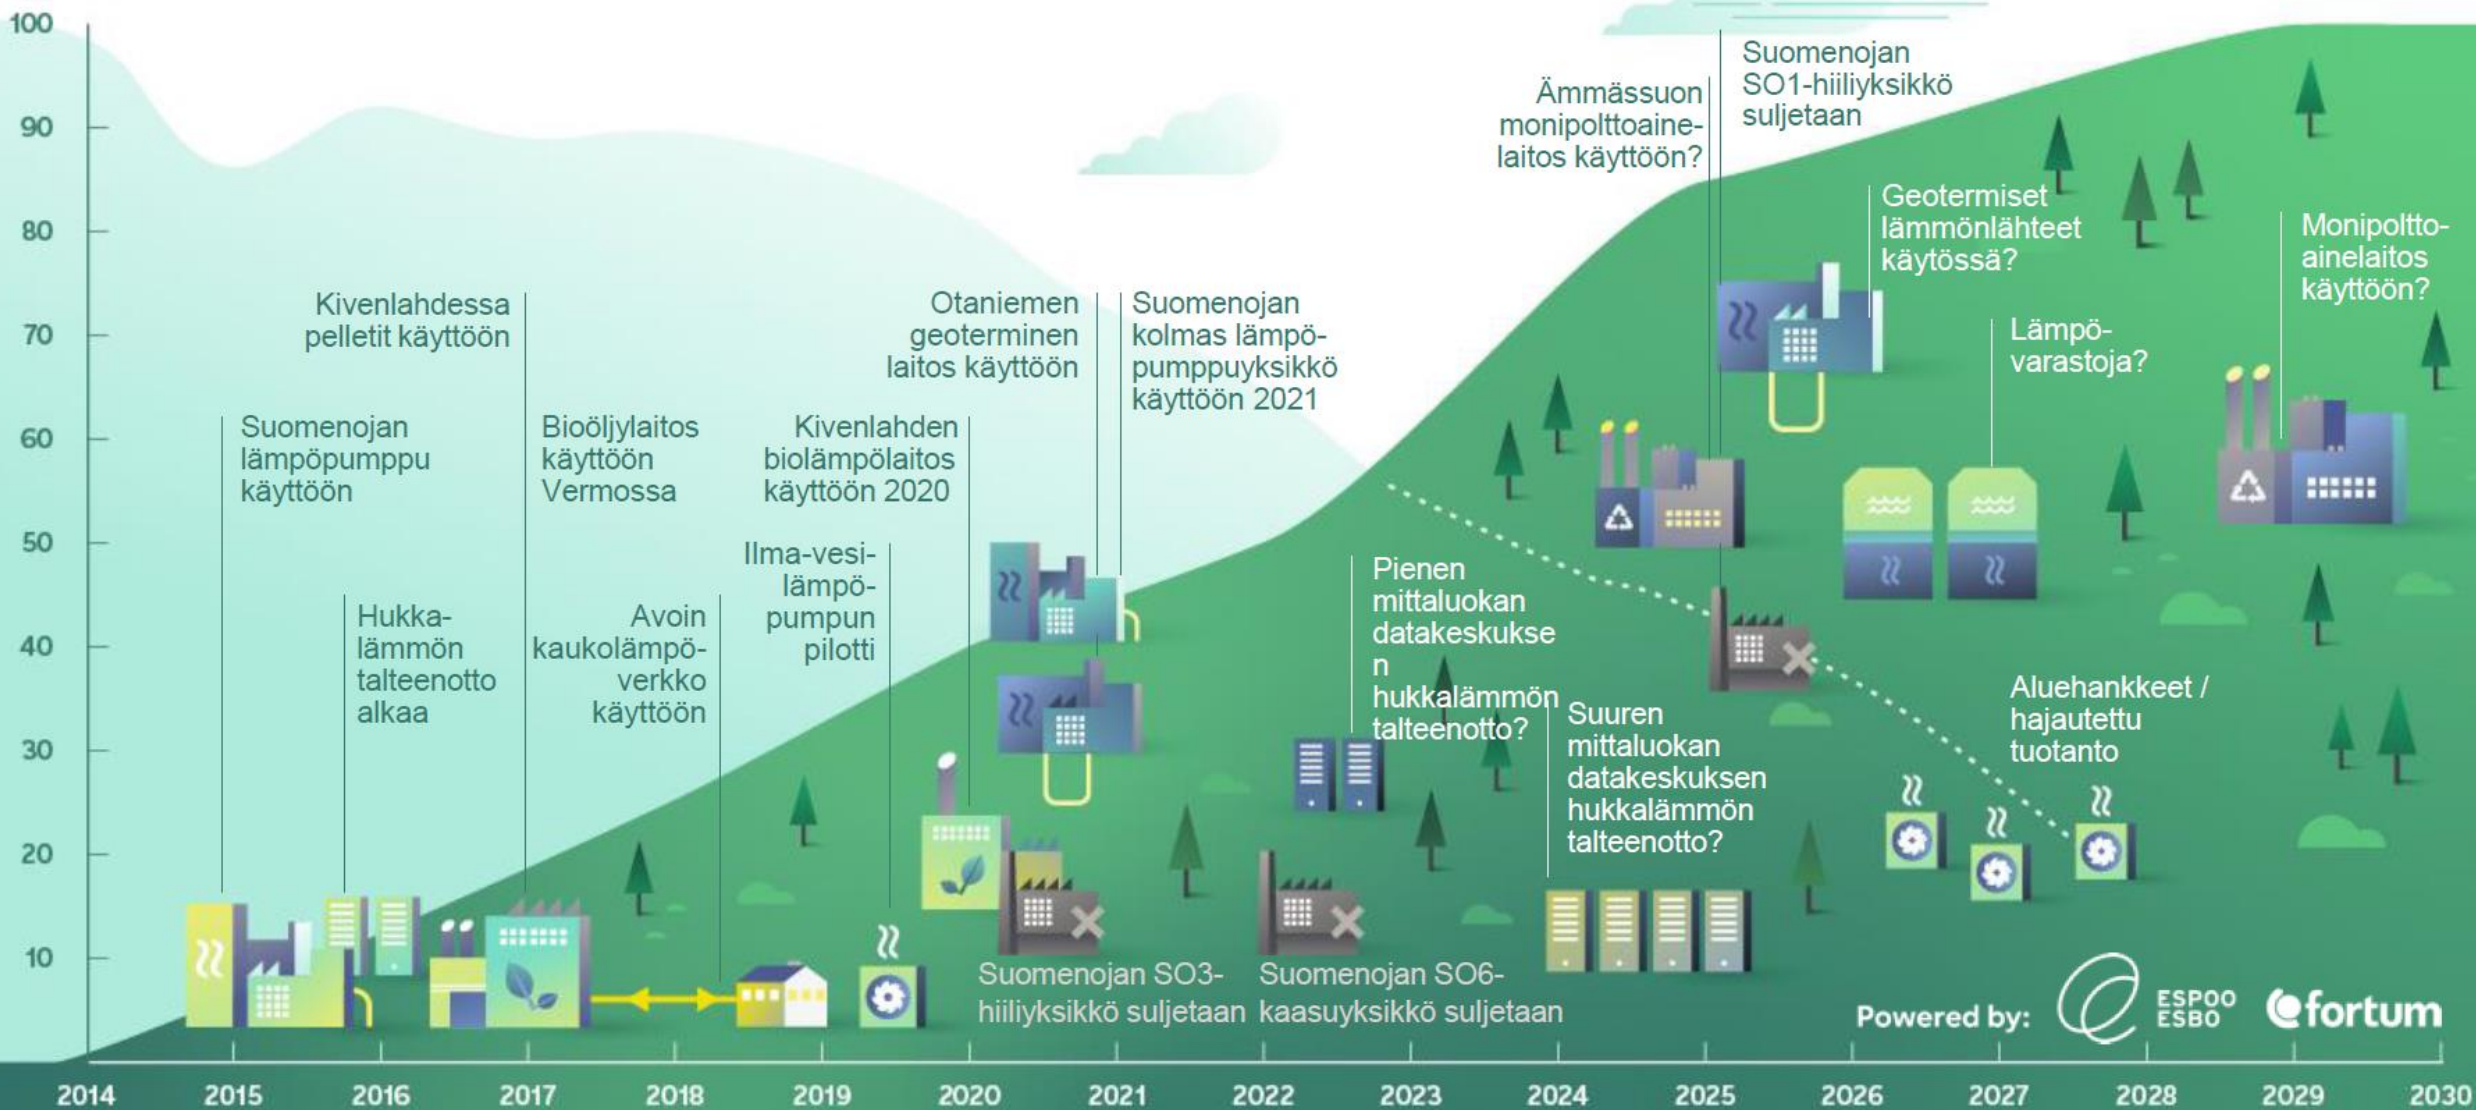 100
90
80
70
60
50
40
30
20
10
Suomenojan
lämpöpumppu
käyttöön
Hukka-
lämmön
talteenotto
alkaa
Kivenlahdessa
pelletit käyttöön
Bioöljylaitos
käyttöön
Vermossa
Avoin
kaukolämpö-
verkko
käyttöön
Ilma-vesi-
lämpö-
pumpun
pilotti
Kivenlahden
biolämpölaitos
käyttöön 2020
Otaniemen
geoterminen
laitos käyttöön
Suomenojan
kolmas lämpö-
pumppuyksikkö
käyttöön 2021
Suomenojan SO3-
hiiliyksikkö suljetaan
Suomenojan SO6-
kaasuyksikkö suljetaan
Pienen
mittaluokan
datakeskukse
n
hukkalämmön
talteenotto?
Suuren
mittaluokan
datakeskuksen
hukkalämmön
talteenotto?
Ämmässuon
monipolttoaine-
laitos käyttöön?
Suomenojan
SO1-hiiliyksikkö
suljetaan
Geotermiset
lämmönlähteet
käytössä?
Lämpö-
varastoja?
Monipoltto-
ainelaitos
käyttöön?
Aluehankkeet /
hajautettu
tuotanto
Powered by:
ESPOO
ESBO
fortum
2014
2015
2016
2017
2018
2019
2020
2021
2022
2023
2024
2025
2026
2027
2028
2029
2030